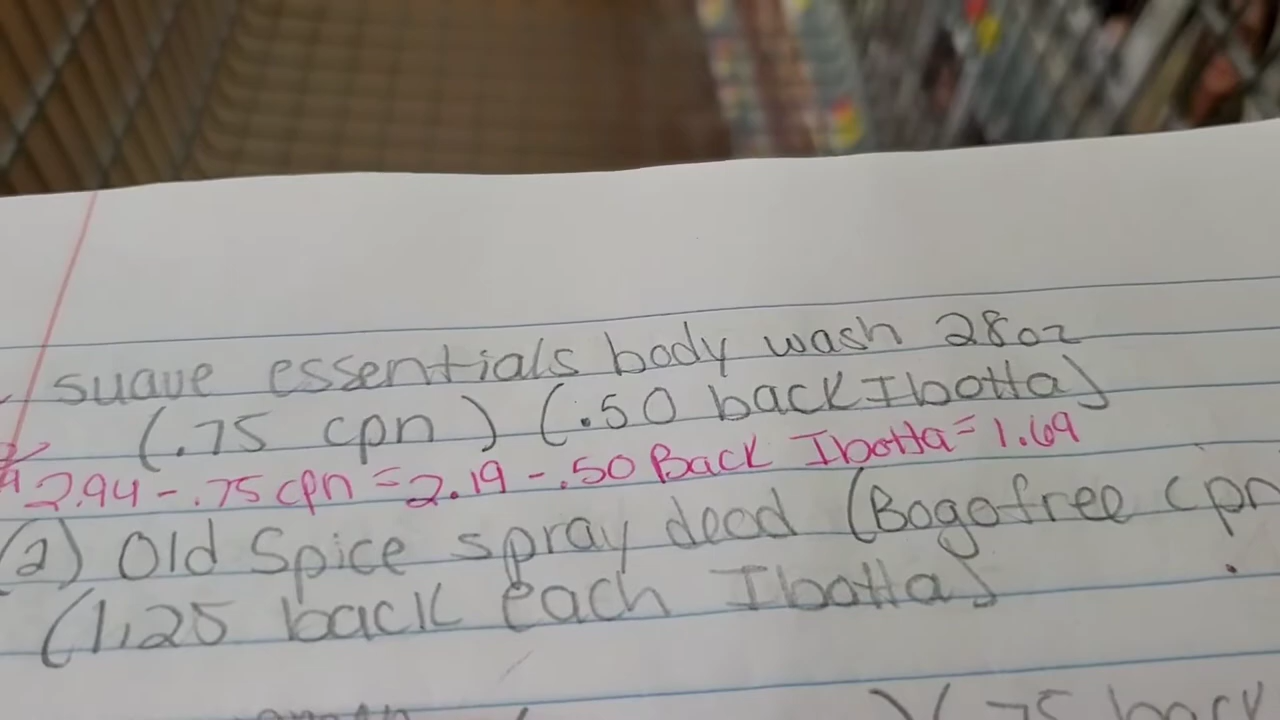 suave essentials body wash 28oz
(.75 cpn) (.50 back Ibotta)
2.94 - .75 cpn = 2.19 - .50 Back Ibotta = 1.69
(2) Old Spice spray deod (Bogo free cpn
(1.25 back each Ibotta)
)(.75 back